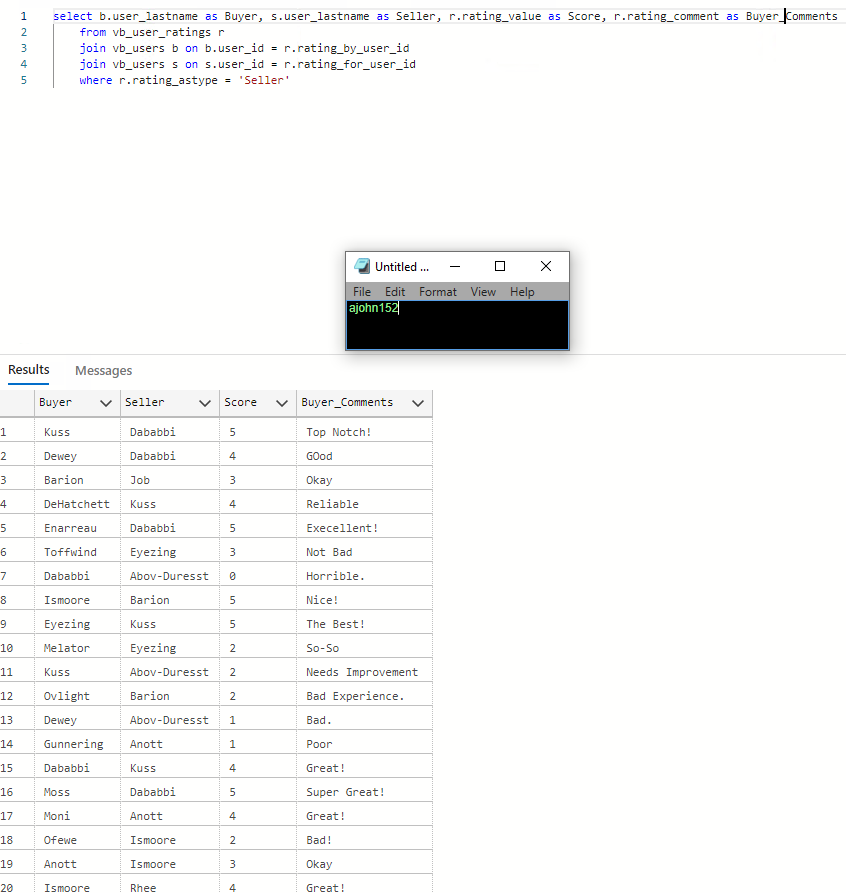 1 select b.user_lastname as Buyer, s.user_lastname as Seller, r.rating_value as Score, r.rating_comment as Buyer_Comments
2 from vb_user_ratings r
3 join vb_users b on b.user_id = r.rating_by_user_id
4 join vb_users s on s.user_id = r.rating_for_user_id
5 where r.rating_astype = 'Seller'
Untitled ...
File Edit Format View Help
ajohn152
Results Messages
Buyer Seller Score Buyer_Comments
1 Kuss Dababbi 5 Top Notch!
2 Dewey Dababbi 4 GOod
3 Barion Job 3 Okay
4 DeHatchett Kuss 4 Reliable
5 Enarreau Dababbi 5 Execellent!
6 Toffwind Eyezing 3 Not Bad
7 Dababbi Abov-Duresst 0 Horrible.
8 Ismoore Barion 5 Nice!
9 Eyezing Kuss 5 The Best!
10 Melator Eyezing 2 So-So
11 Kuss Abov-Duresst 2 Needs Improvement
12 Ovlight Barion 2 Bad Experience.
13 Dewey Abov-Duresst 1 Bad.
14 Gunnering Anott 1 Poor
15 Dababbi Kuss 4 Great!
16 Moss Dababbi 5 Super Great!
17 Moni Anott 4 Great!
18 Ofewe Ismoore 2 Bad!
19 Anott Ismoore 3 Okay
20 Ismoore Rhee 4 Great!